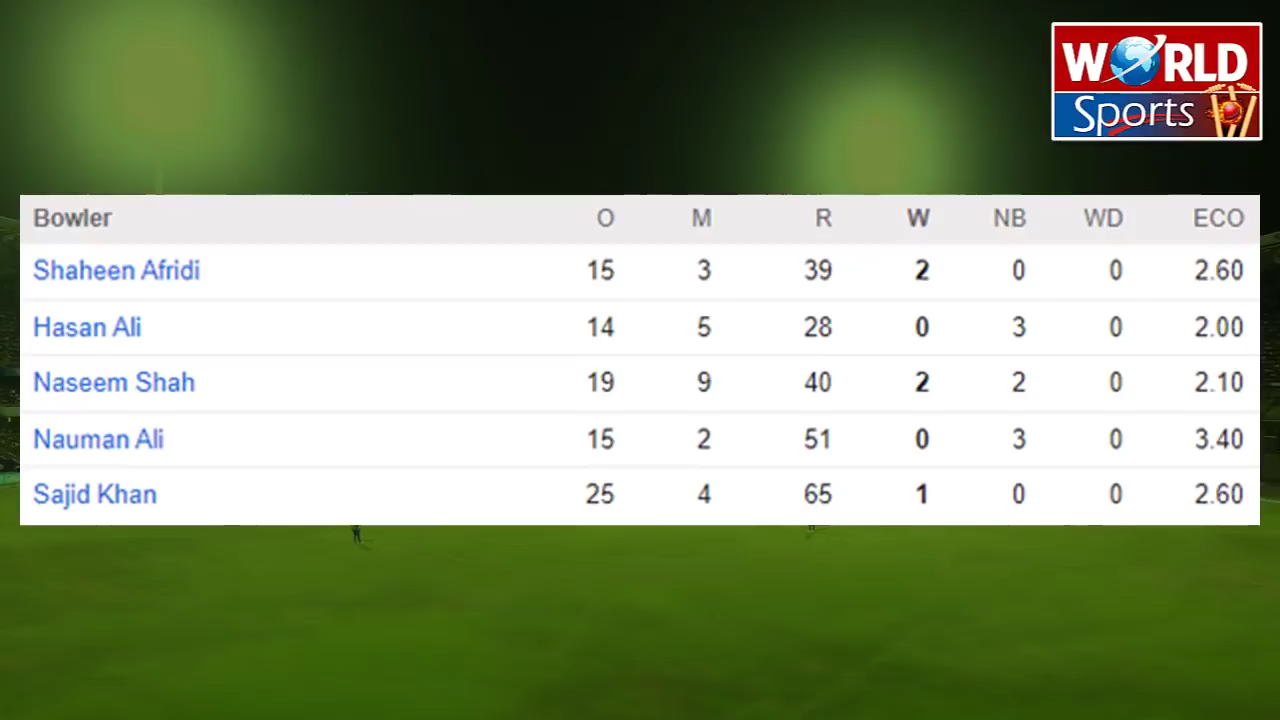 WORLD
Sports
Bowler O M R W NB WD ECO
Shaheen Afridi 15 3 39 2 0 0 2.60
Hasan Ali 14 5 28 0 3 0 2.00
Naseem Shah 19 9 40 2 2 0 2.10
Nauman Ali 15 2 51 0 3 0 3.40
Sajid Khan 25 4 65 1 0 0 2.60